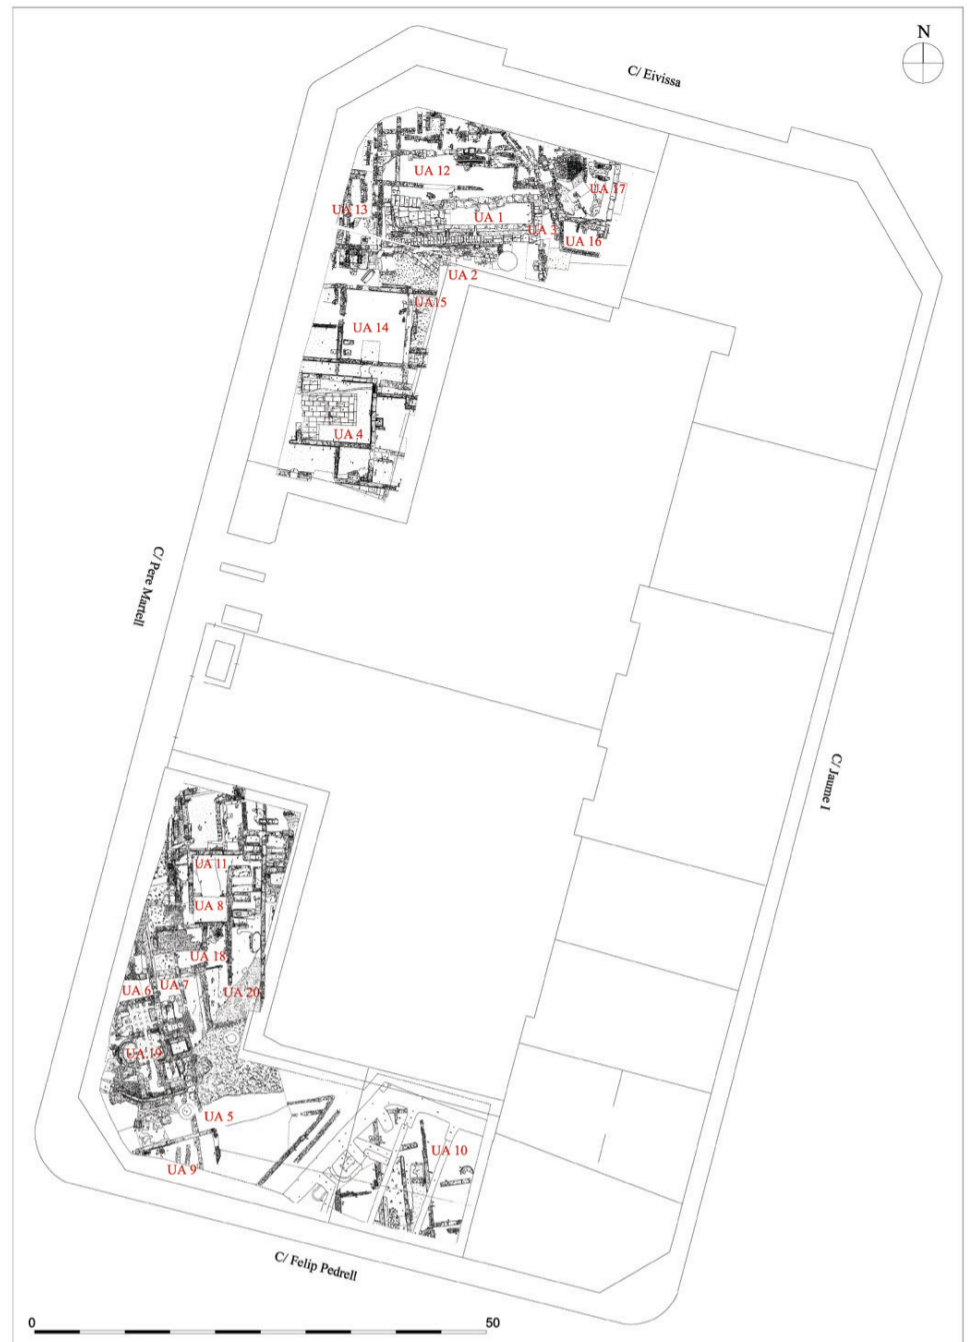 N
C/ Eivissa
UA 12
UA 17
UA 13
UA 1
UA 3
UA 16
UA 2
UA15
UA 14
UA 4
C/ Pere Martell
C/ Jaume I
UA 11
UA 8
UA 18
UA 6
UA 7
UA 20
UA 19
UA 5
UA 10
UA 9
C/ Felip Pedrell
0
50